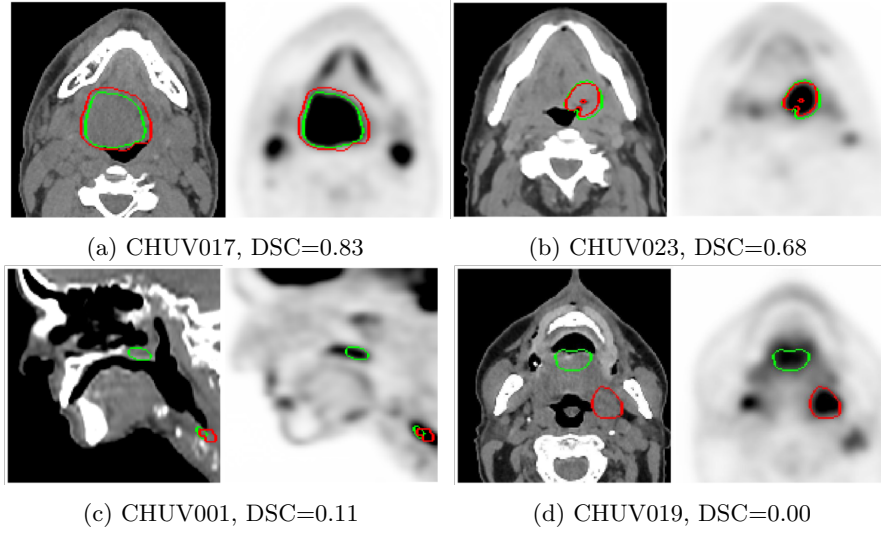 (a) CHUV017, DSC=0.83
(b) CHUV023, DSC=0.68
(c) CHUV001, DSC=0.11
(d) CHUV019, DSC=0.00